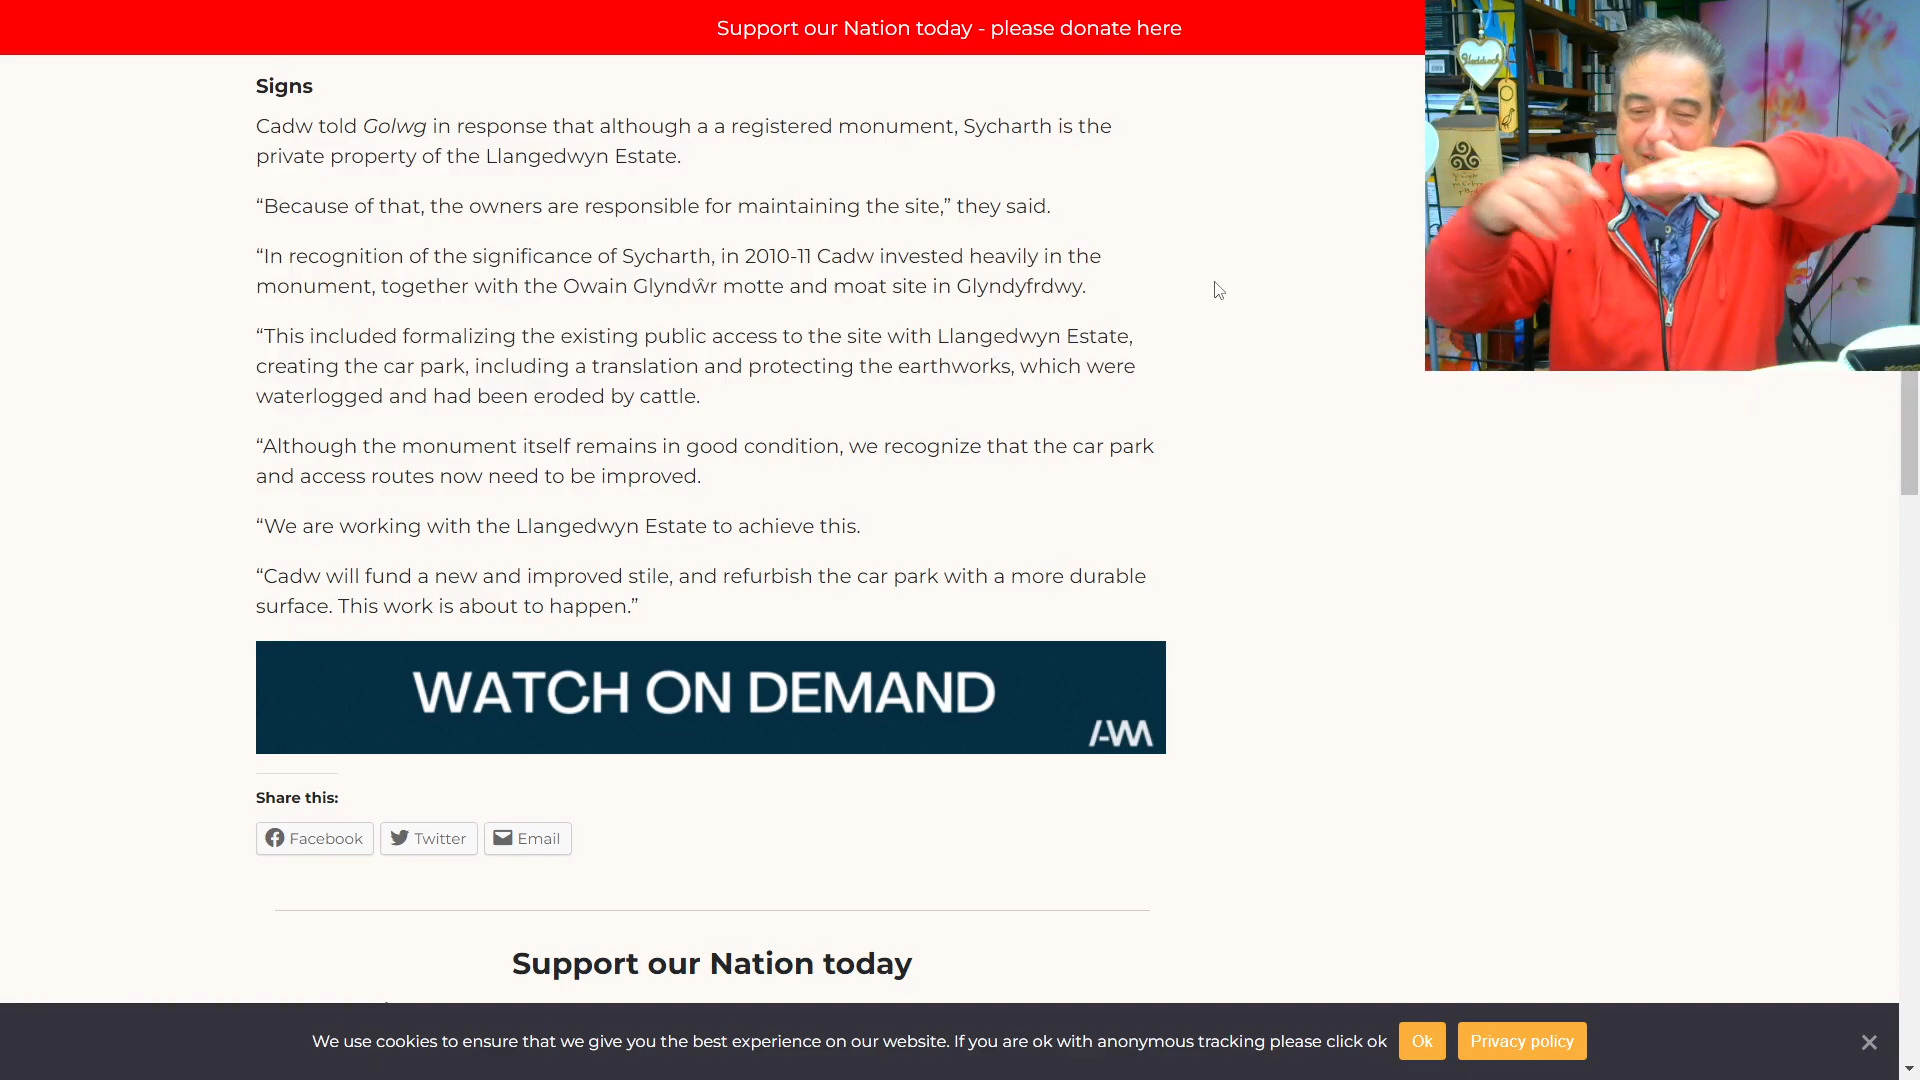 Support our Nation today - please donate here
Signs
Cadw told Golwg in response that although a a registered monument, Sycharth is the
private property of the Llangedwyn Estate.
“Because of that, the owners are responsible for maintaining the site,” they said.
“In recognition of the significance of Sycharth, in 2010-11 Cadw invested heavily in the
monument, together with the Owain Glyndŵr motte and moat site in Glyndyfrdwy.
“This included formalizing the existing public access to the site with Llangedwyn Estate,
creating the car park, including a translation and protecting the earthworks, which were
waterlogged and had been eroded by cattle.
“Although the monument itself remains in good condition, we recognize that the car park
and access routes now need to be improved.
“We are working with the Llangedwyn Estate to achieve this.
“Cadw will fund a new and improved stile, and refurbish the car park with a more durable
surface. This work is about to happen.”
WATCH ON DEMAND
Share this:
Facebook Twitter Email
Support our Nation today
We use cookies to ensure that we give you the best experience on our website. If you are ok with anonymous tracking please click ok Ok Privacy policy